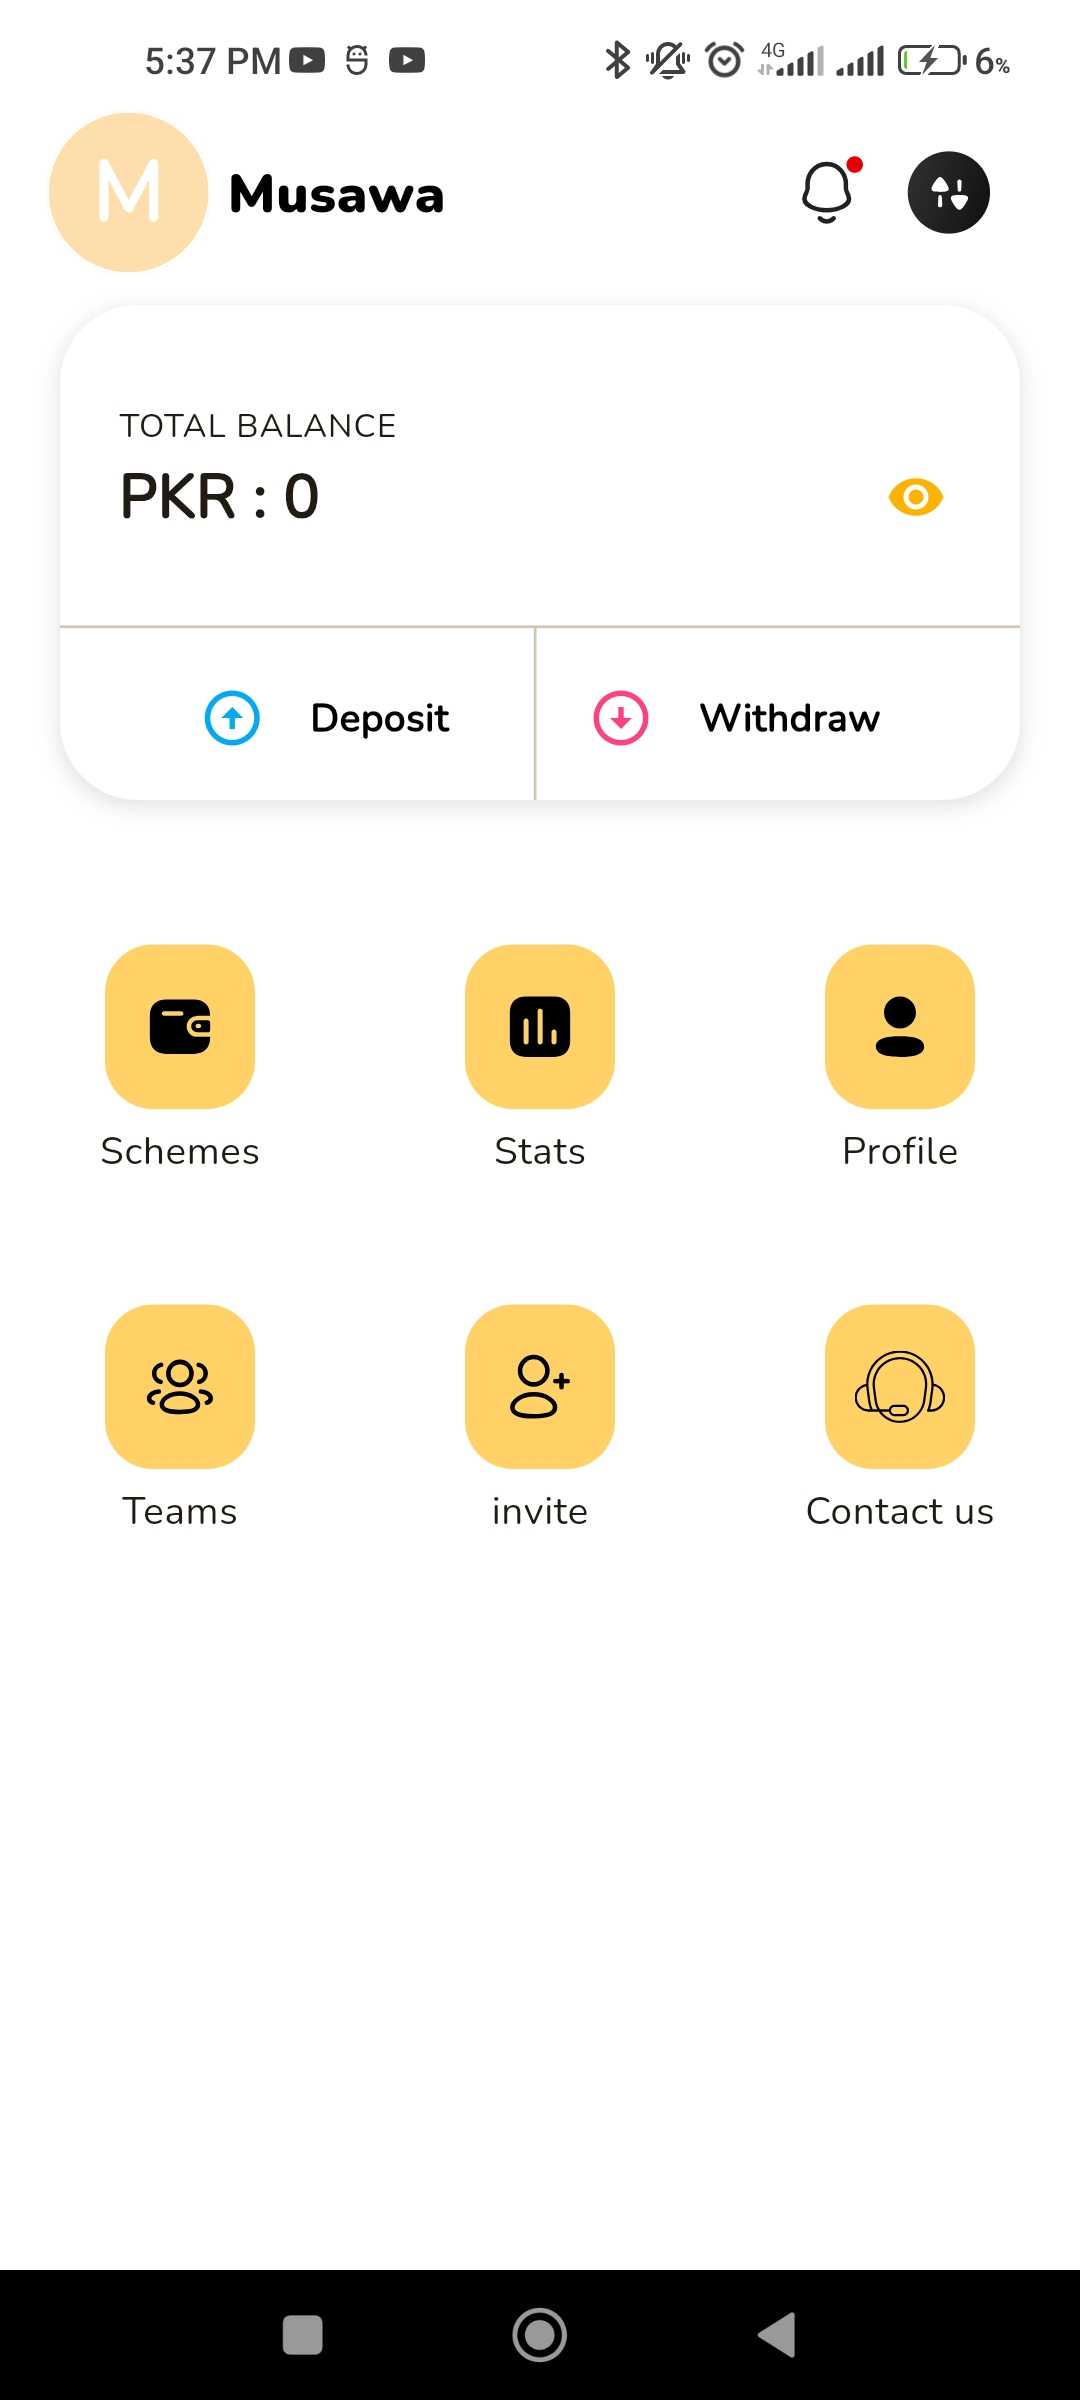 5:37 PM
4G
6%
M
Musawa
TOTAL BALANCE
PKR : 0
Deposit
Withdraw
Schemes
Stats
Profile
Teams
invite
Contact us